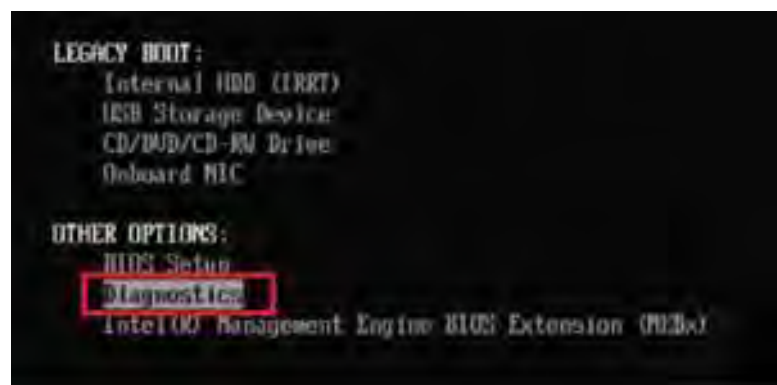 LEGACY BOOT:
Internal HDD (IRRT)
USB Storage Device
CD/DVD/CD-RW Drive
Onboard NIC
OTHER OPTIONS:
BIOS Setup
Diagnostics
Intel(R) Management Engine BIOS Extension (MEBx)